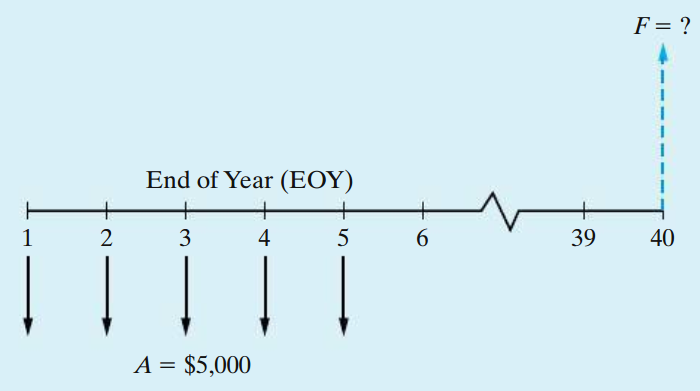 F = ?
End of Year (EOY)
1 2 3 4 5 6 39 40
A = $5,000